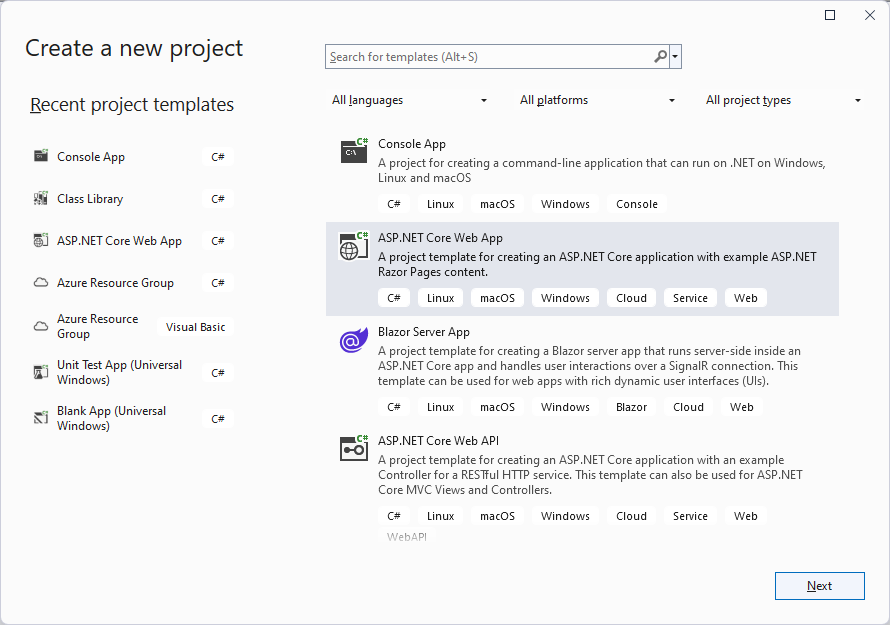 Create a new project
Search for templates (Alt+S)
Recent project templates
All languages
All platforms
All project types
Console App
C#
Class Library
C#
ASP.NET Core Web App
C#
Azure Resource Group
C#
Azure Resource
Group
Visual Basic
Unit Test App (Universal
Windows)
C#
Blank App (Universal
Windows)
C#
C#
C:\
Console App
A project for creating a command-line application that can run on .NET on Windows,
Linux and macOS
C# Linux macOS Windows Console
C#
ASP.NET Core Web App
A project template for creating an ASP.NET Core application with example ASP.NET
Razor Pages content.
C# Linux macOS Windows Cloud Service Web
@
Blazor Server App
A project template for creating a Blazor server app that runs server-side inside an
ASP.NET Core app and handles user interactions over a SignalR connection. This
template can be used for web apps with rich dynamic user interfaces (UIs).
C# Linux macOS Windows Blazor Cloud Web
C#
ASP.NET Core Web API
A project template for creating an ASP.NET Core application with an example
Controller for a RESTful HTTP service. This template can also be used for ASP.NET
Core MVC Views and Controllers.
C# Linux macOS Windows Cloud Service Web
WebAPI
Next